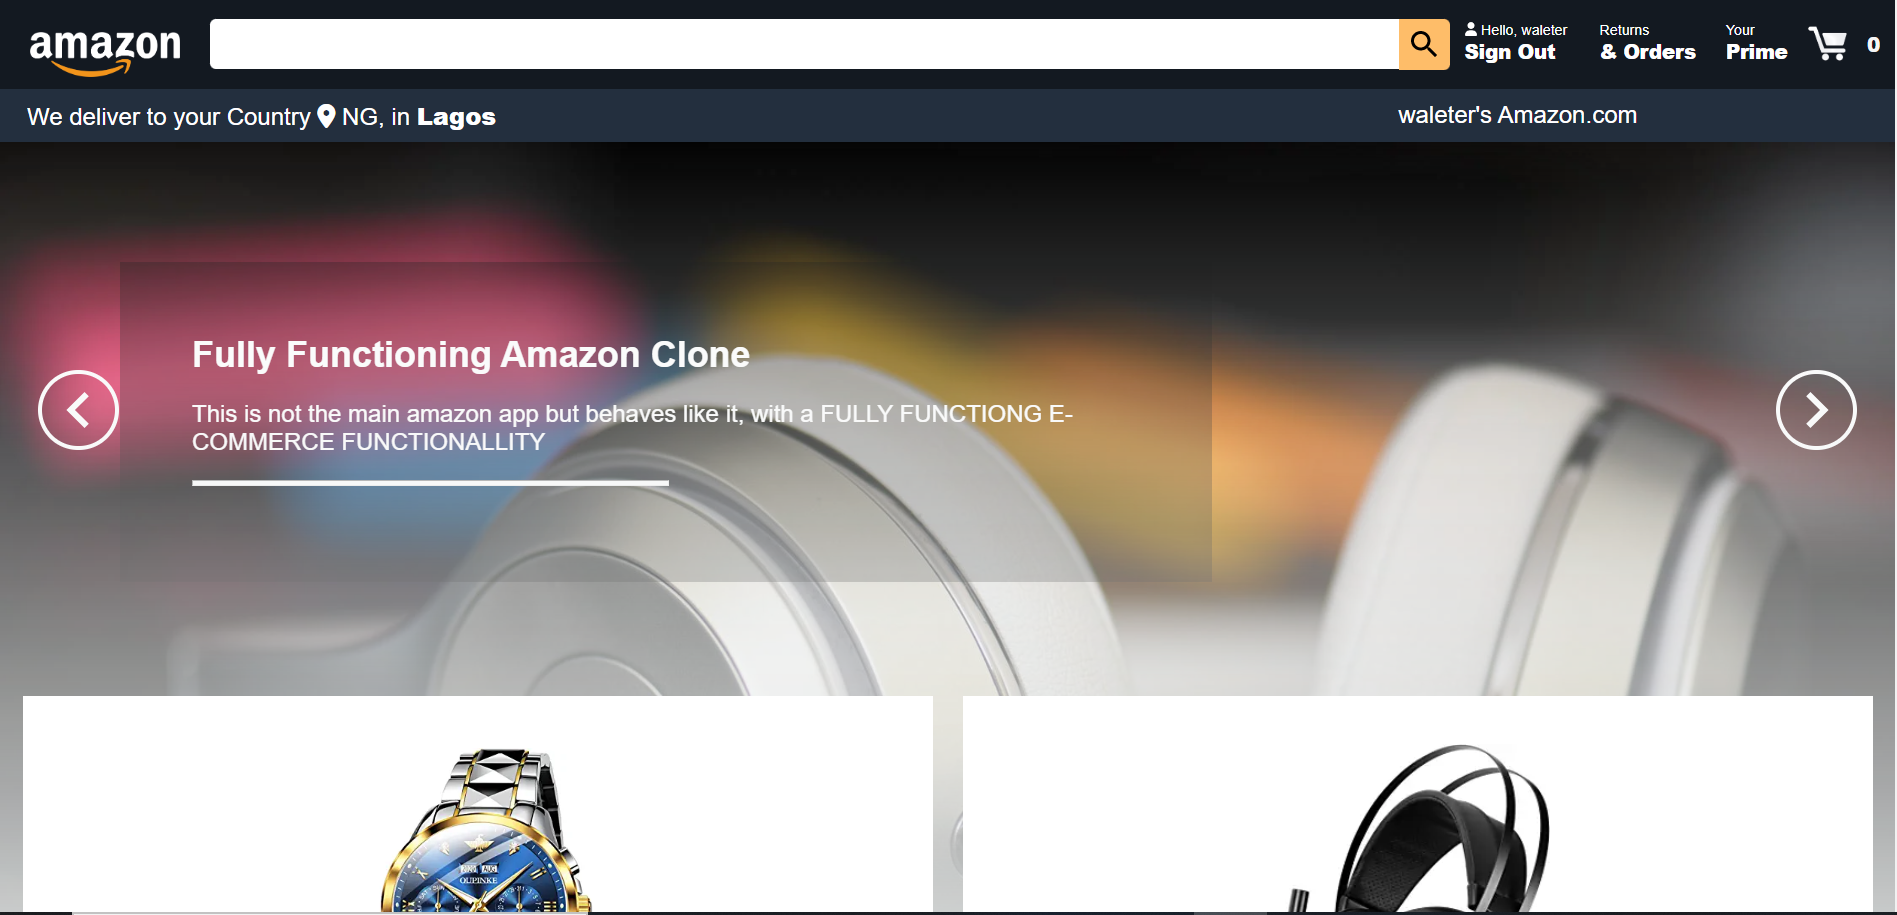 amazon
Hello, waleter
Sign Out
Returns
& Orders
Your
Prime
0
We deliver to your Country NG, in Lagos
waleter's Amazon.com
Fully Functioning Amazon Clone
This is not the main amazon app but behaves like it, with a FULLY FUNCTIONG E-
COMMERCE FUNCTIONALLITY
AUG
OUPINKE